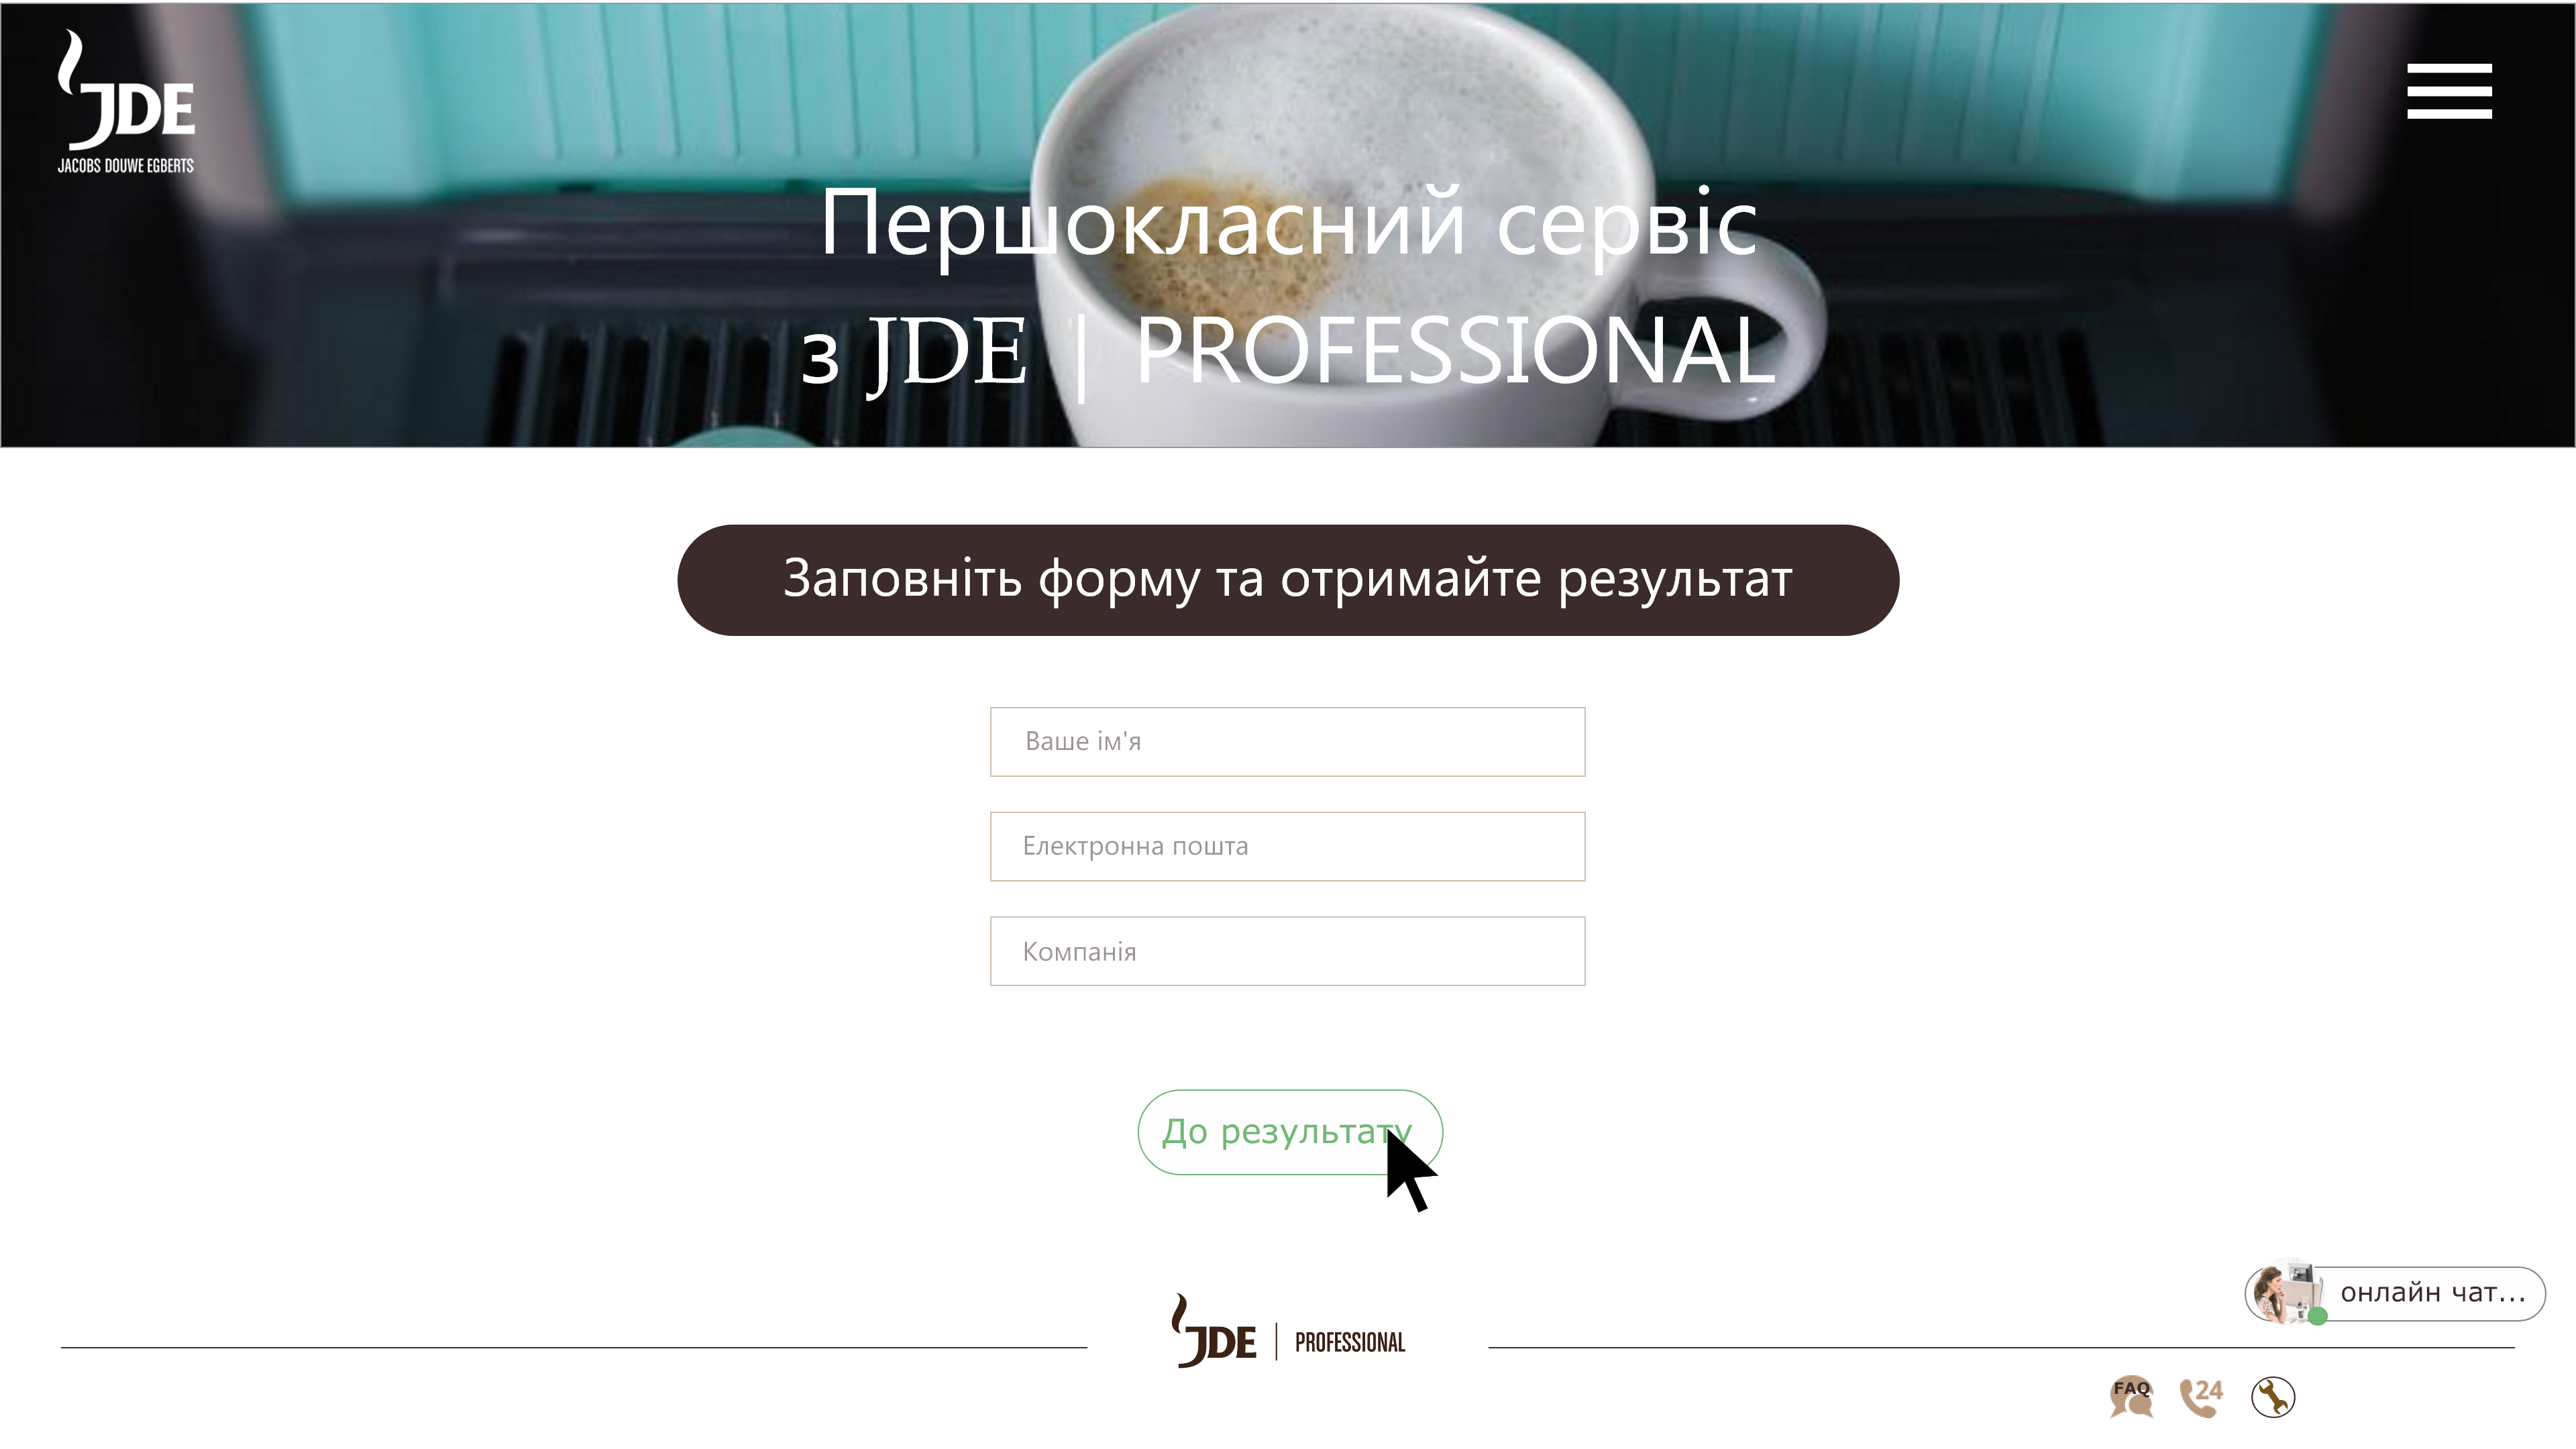 JDE
JACOBS DOUWE EGBERTS
Першокласний сервіс
з JDE | PROFESSIONAL
Заповніть форму та отримайте результат
Ваше ім'я
Електронна пошта
Компанія
До результату
онлайн чат...
JDE | PROFESSIONAL
FAQ
24